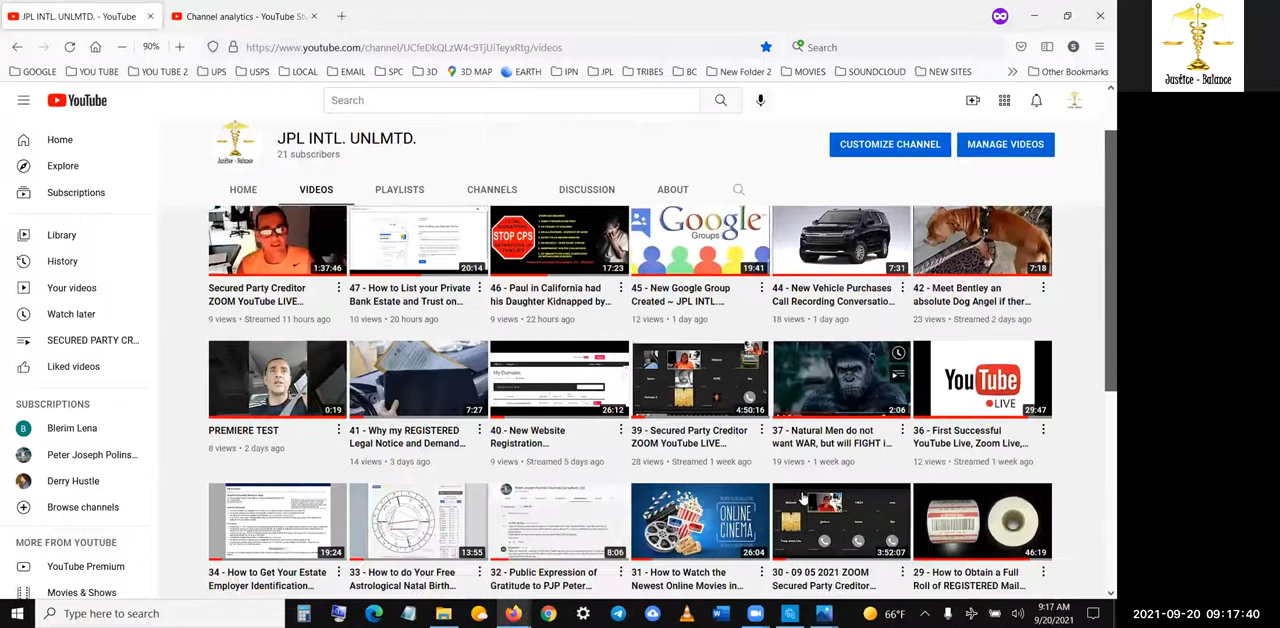 JPL INTL. UNLMTD. - YouTube
Channel analytics - YouTube St
90%
https://www.youtube.com/channel/UCfeDkQLzW4c9TjUiTeyxRtg/videos
Search
GOOGLE YOU TUBE YOU TUBE 2 UPS USPS LOCAL EMAIL SPC 3D 3D MAP EARTH IPN JPL TRIBES BC New Folder 2 MOVIES SOUNDCLOUD NEW SITES Other Bookmarks
Justice - Balance
YouTube
Search
Home
Explore
Subscriptions
Library
History
Your videos
Watch later
SECURED PARTY CR...
Liked videos
SUBSCRIPTIONS
Blerim Lena
Peter Joseph Polins...
Derry Hustle
Browse channels
MORE FROM YOUTUBE
YouTube Premium
Movies & Shows
JPL INTL. UNLMTD.
21 subscribers
CUSTOMIZE CHANNEL
MANAGE VIDEOS
HOME VIDEOS PLAYLISTS CHANNELS DISCUSSION ABOUT
STOP CPS
Google
Groups
1:37:46
20:14
17:23
19:41
7:31
7:18
Secured Party Creditor
ZOOM YouTube LIVE...
9 views • Streamed 11 hours ago
47 - How to List your Private
Bank Estate and Trust on...
10 views • 20 hours ago
46 - Paul in California had
his Daughter Kidnapped by...
9 views • 22 hours ago
45 - New Google Group
Created ~ JPL INTL....
12 views • 1 day ago
44 - New Vehicle Purchases
Call Recording Conversatio...
18 views • 1 day ago
42 - Meet Bentley an
absolute Dog Angel if ther...
23 views • Streamed 2 days ago
My Domains
YouTube
LIVE
0:19
7:27
26:12
4:50:16
2:06
29:47
PREMIERE TEST
8 views • 2 days ago
41 - Why my REGISTERED
Legal Notice and Demand...
14 views • 3 days ago
40 - New Website
Registration...
9 views • Streamed 5 days ago
39 - Secured Party Creditor
ZOOM YouTube LIVE...
28 views • Streamed 1 week ago
37 - Natural Men do not
want WAR, but will FIGHT i...
19 views • 1 week ago
36 - First Successful
YouTube Live, Zoom Live,...
12 views • Streamed 1 week ago
ONLINE
CINEMA
19:24
13:55
8:06
26:04
3:52:07
46:19
34 - How to Get Your Estate
Employer Identification...
33 - How to do your Free
Astrological Natal Birth...
32 - Public Expression of
Gratitude to PJP Peter...
31 - How to Watch the
Newest Online Movies in...
30 - 09 05 2021 ZOOM
Secured Party Creditor...
29 - How to Obtain a Full
Roll of REGISTERED Mail...
Type here to search
66°F
9:17 AM
9/20/2021
2021-09-20 09:17:40